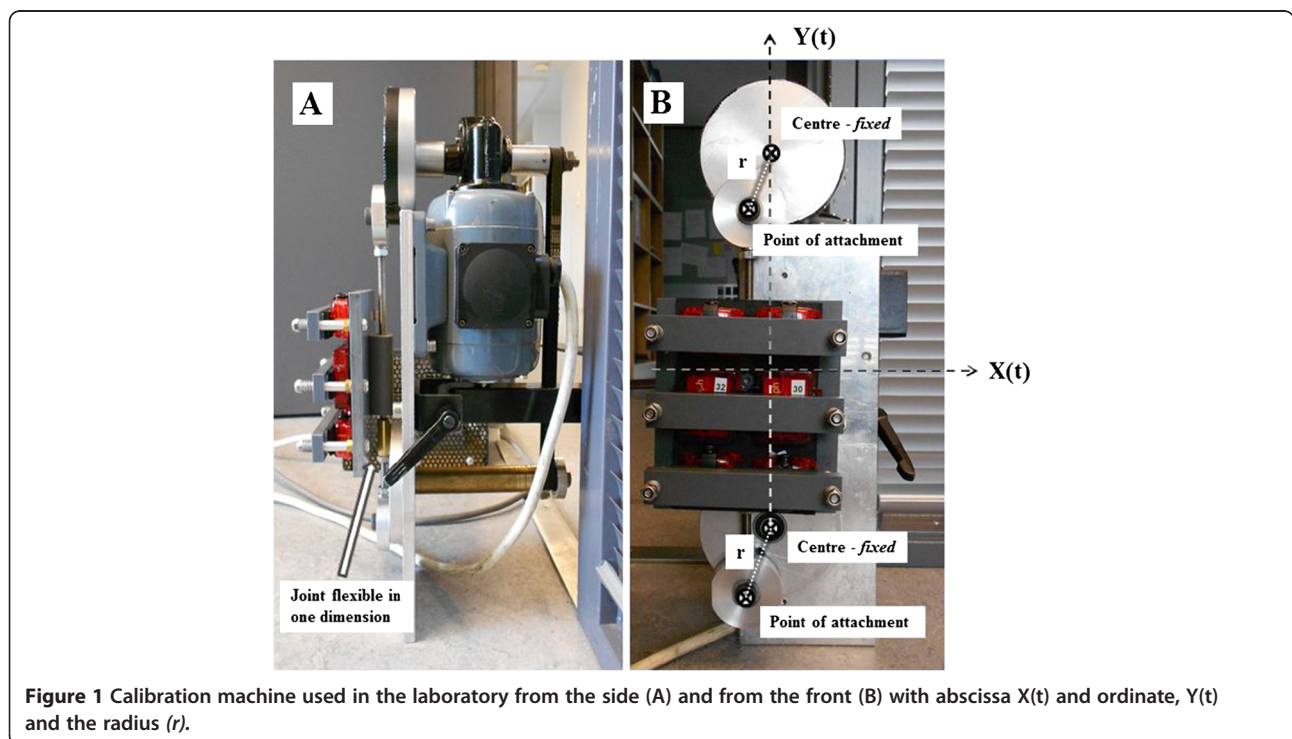 A
B
Y(t)
Centre - fixed
r
Point of attachment
32
30
X(t)
Centre - fixed
r
Point of attachment
Joint flexible in
one dimension
Figure 1 Calibration machine used in the laboratory from the side (A) and from the front (B) with abscissa X(t) and ordinate, Y(t)
and the radius (r).